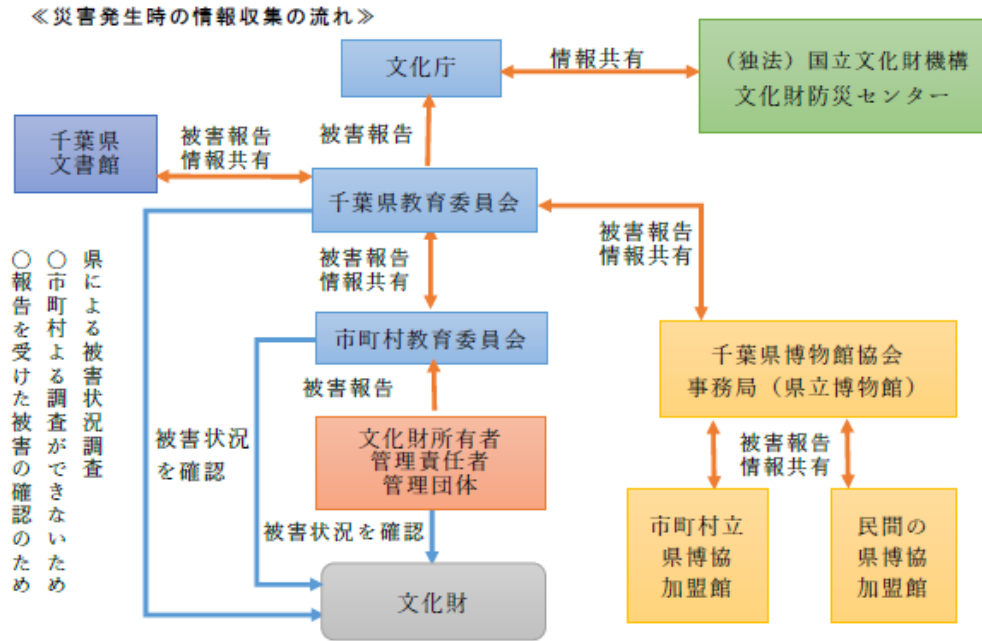 ≪災害発生時の情報収集の流れ≫
文化庁
情報共有
（独法）国立文化財機構
文化財防災センター
千葉県
文書館
被害報告
情報共有
被害報告
千葉県教育委員会
被害報告
情報共有
被害報告
情報共有
県による被害状況調査
○市町村よる調査ができないため
○報告を受けた被害の確認のため
市町村教育委員会
千葉県博物館協会
事務局（県立博物館）
被害報告
被害状況
を確認
文化財所有者
管理責任者
管理団体
被害報告
情報共有
被害状況を確認
市町村立
県博協
加盟館
民間の
県博協
加盟館
文化財